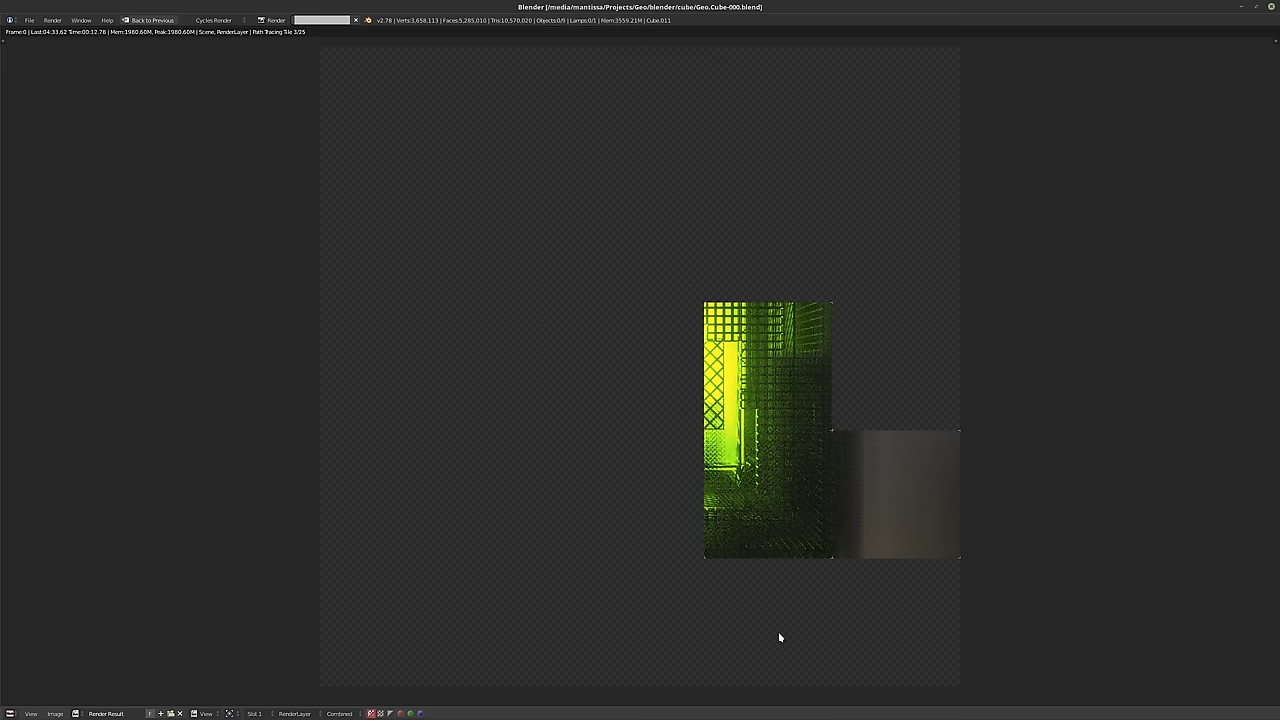 Blender [/media/mantissa/Projects/Geo/blender/cube/Geo.Cube-000.blend]
File Render Window Help Back to Previous Cycles Render Render v2.78 | Verts:3,658,113 | Faces:5,285,010 | Tris:10,570,020 | Objects:0/9 | Lamps:0/1 | Mem:3559.21M | Cube.011
Frame:0 | Last:04:33.62 Time:00:12.78 | Mem:1980.60M, Peak:1980.60M | Scene, RenderLayer | Path Tracing Tile 3/25
View Image Render Result F View Slot 1 RenderLayer Combined